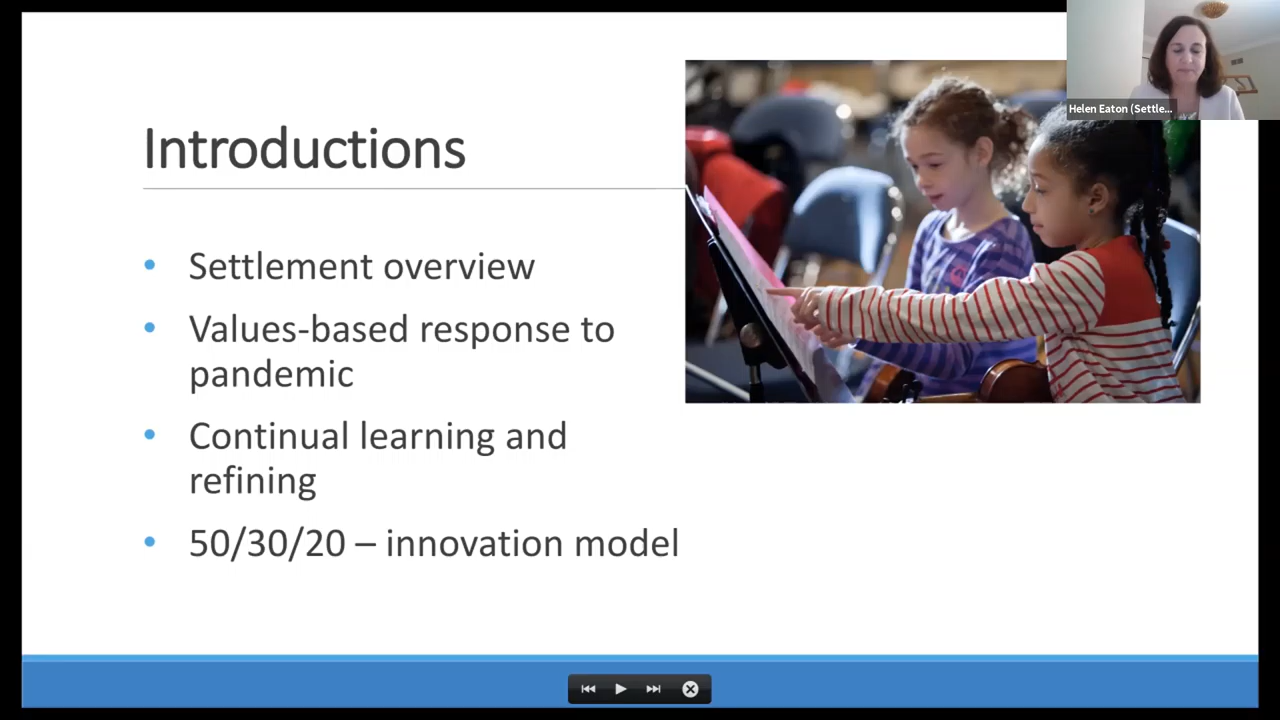 Helen Eaton (Settle...
Introductions
• Settlement overview
• Values-based response to
pandemic
• Continual learning and
refining
• 50/30/20 – innovation model